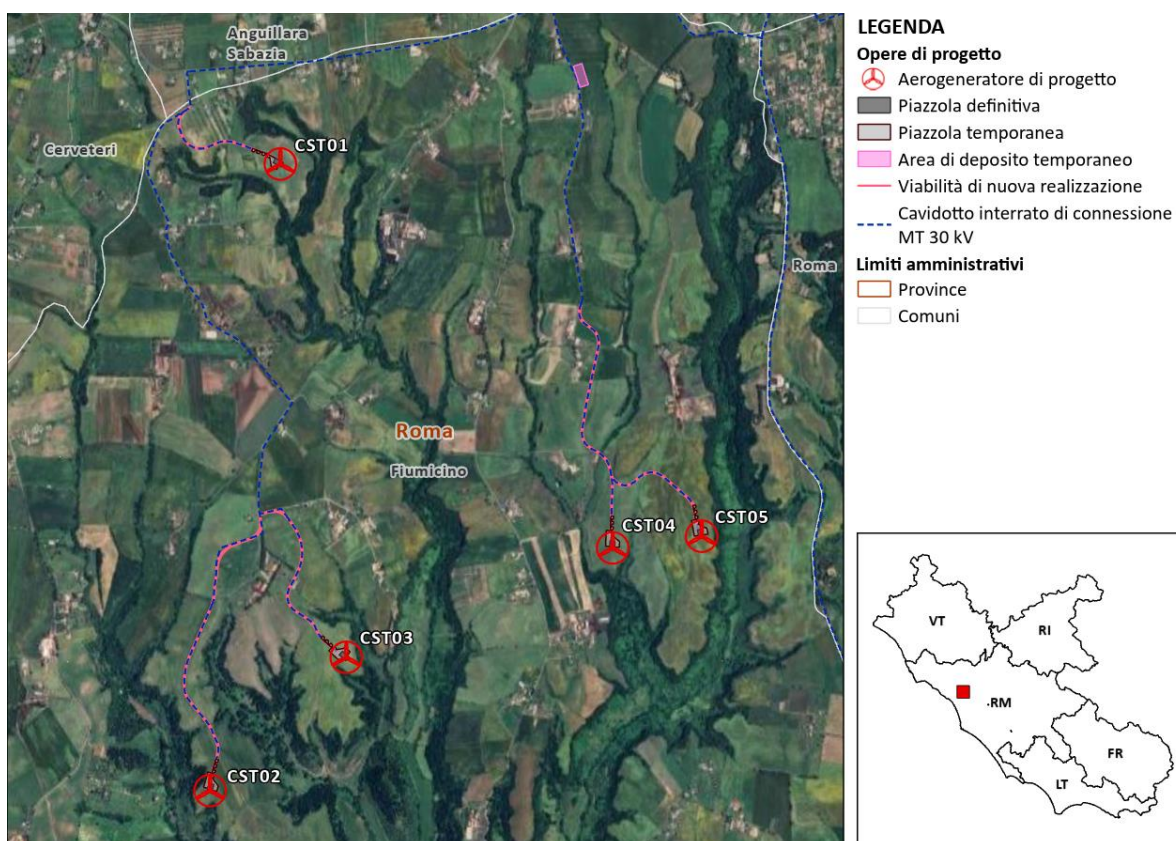 Anguillara
Sabazia
Cerveteri
CST01
Roma
Roma
Fiumicino
CST04
CST05
CST03
CST02
LEGENDA
Opere di progetto
Aerogeneratore di progetto
Piazzola definitiva
Piazzola temporanea
Area di deposito temporaneo
Viabilità di nuova realizzazione
Cavidotto interrato di connessione
MT 30 kV
Limiti amministrativi
Province
Comuni
VT
RI
RM
FR
LT